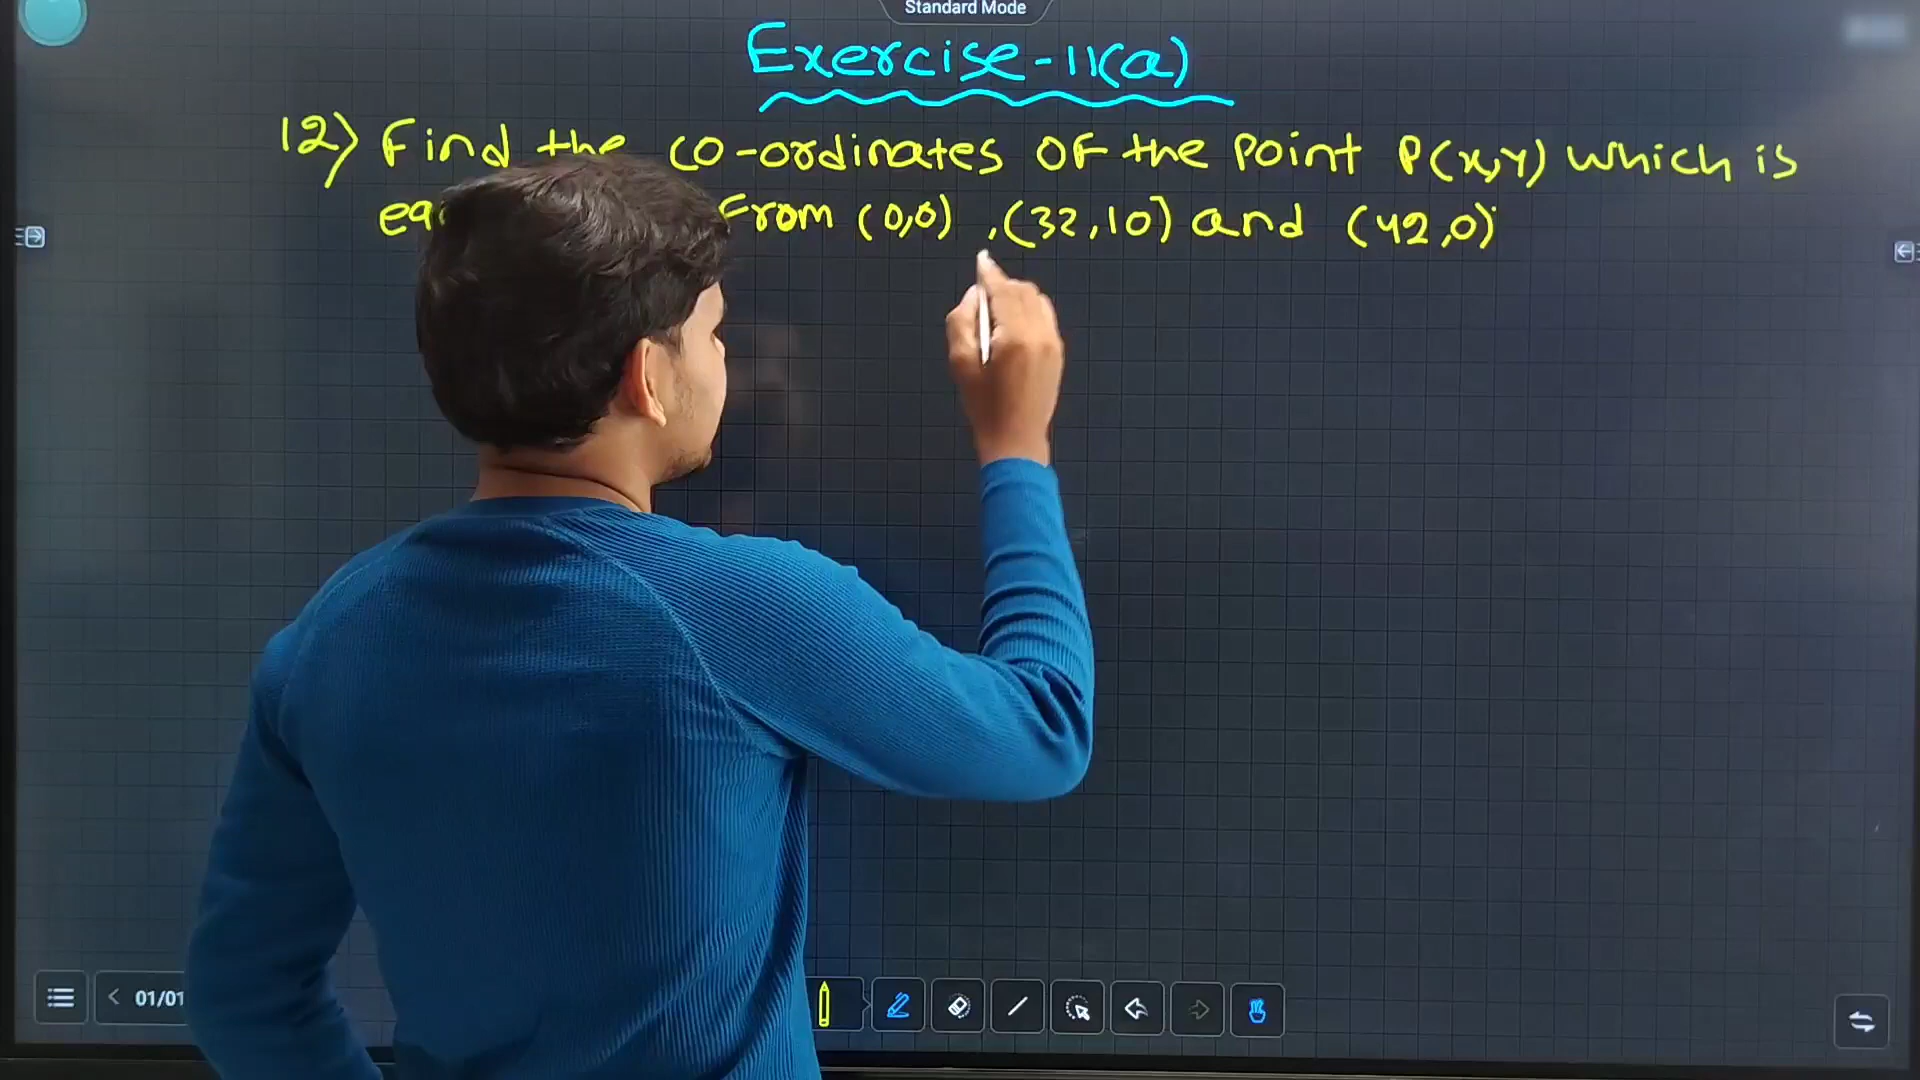 Standard Mode
Exercise-11(a)
12) Find the co-ordinates OF the point P(x,y) which is
From (0,0) ,(32,10) and (42,0)
01/01